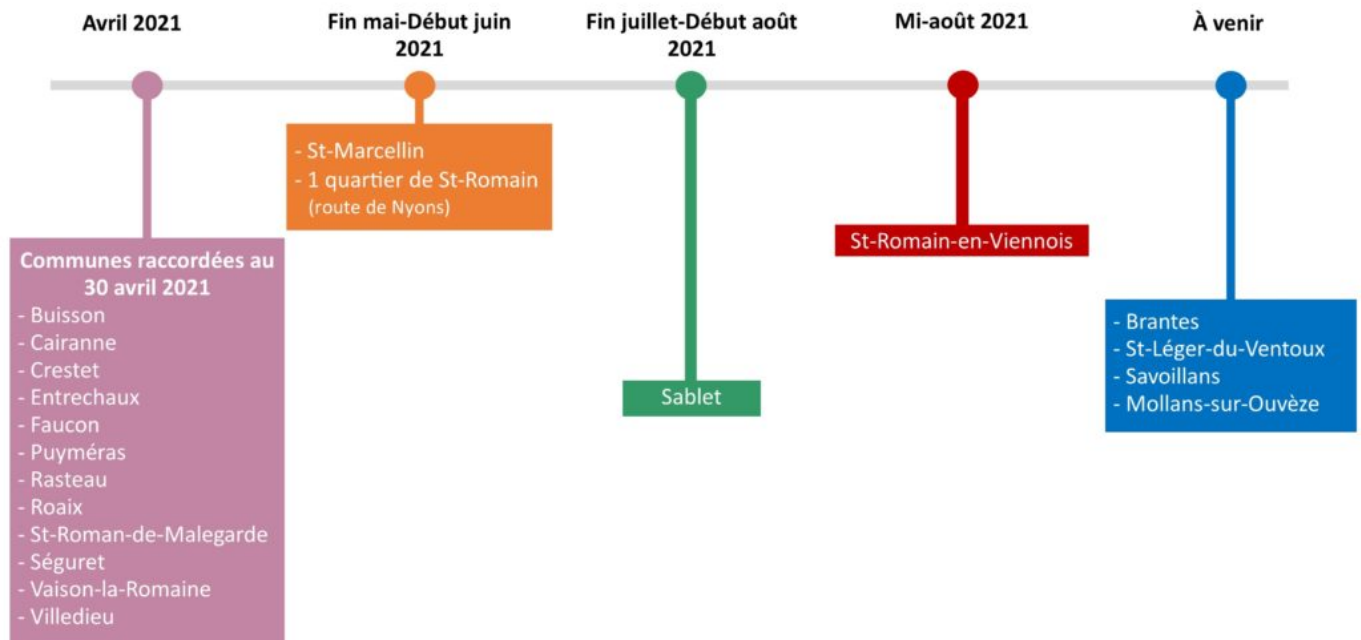 Avril 2021
Communes raccordées au
30 avril 2021
- Buisson
- Cairanne
- Crestet
- Entrechaux
- Faucon
- Puyméras
- Rasteau
- Roaix
- St-Roman-de-Malegarde
- Séguret
- Vaison-la-Romaine
- Villedieu
Fin mai-Début juin
2021
- St-Marcellin
- 1 quartier de St-Romain
(route de Nyons)
Fin juillet-Début août
2021
Sablet
Mi-août 2021
St-Romain-en-Viennois
À venir
- Brantes
- St-Léger-du-Ventoux
- Savoillans
- Mollans-sur-Ouvèze